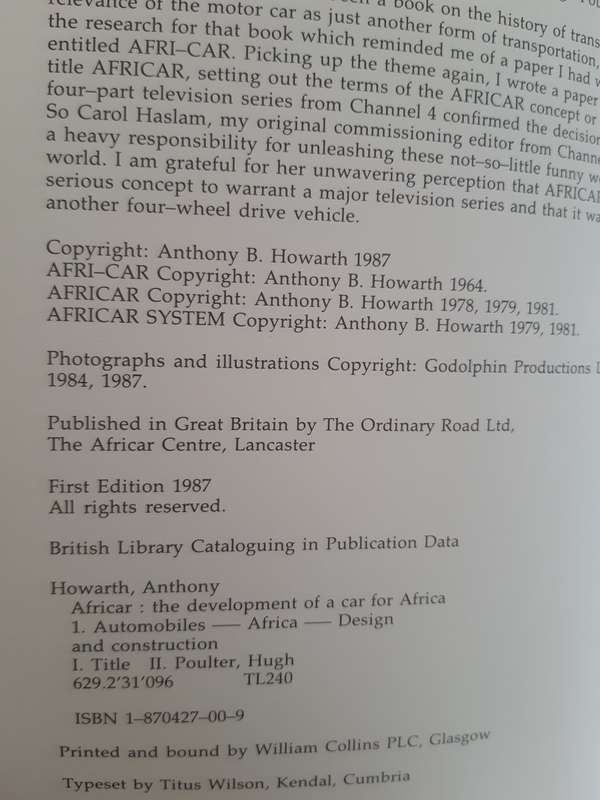 a book on the history of trans
relevance of the motor car as just another form of transportation,
the research for that book which reminded me of a paper I had
entitled AFRI–CAR. Picking up the theme again, I wrote a paper
title AFRICAR, setting out the terms of the AFRICAR concept or
four–part television series from Channel 4 confirmed the decision
So Carol Haslam, my original commissioning editor from Channe
a heavy responsibility for unleashing these not–so–little funny
world. I am grateful for her unwavering perception that AFRICA
serious concept to warrant a major television series and that it wa
another four–wheel drive vehicle.
Copyright: Anthony B. Howarth 1987
AFRI–CAR Copyright: Anthony B. Howarth 1964.
AFRICAR Copyright: Anthony B. Howarth 1978, 1979, 1981.
AFRICAR SYSTEM Copyright: Anthony B. Howarth 1979, 1981.
Photographs and illustrations Copyright: Godolphin Productions
1984, 1987.
Published in Great Britain by The Ordinary Road Ltd,
The Africar Centre, Lancaster
First Edition 1987
All rights reserved.
British Library Cataloguing in Publication Data
Howarth, Anthony
Africar : the development of a car for Africa
1. Automobiles — Africa — Design
and construction
I. Title II. Poulter, Hugh
629.2'31'096 TL240
ISBN 1–870427–00–9
Printed and bound by William Collins PLC, Glasgow
Typeset by Titus Wilson, Kendal, Cumbria